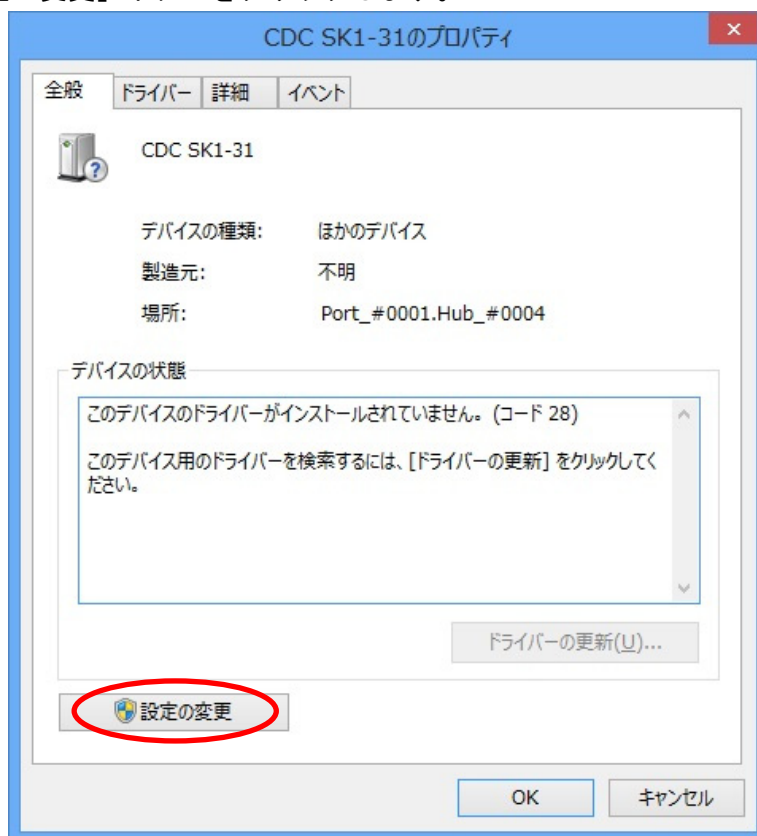 CDC SK1-31のプロパティ
全般 ドライバー 詳細 イベント
CDC SK1-31
デバイスの種類: ほかのデバイス
製造元: 不明
場所: Port_#0001.Hub_#0004
デバイスの状態
このデバイスのドライバーがインストールされていません。 (コード 28)
このデバイス用のドライバーを検索するには、[ドライバーの更新] をクリックしてく
ださい。
ドライバーの更新(U)...
設定の変更
OK キャンセル